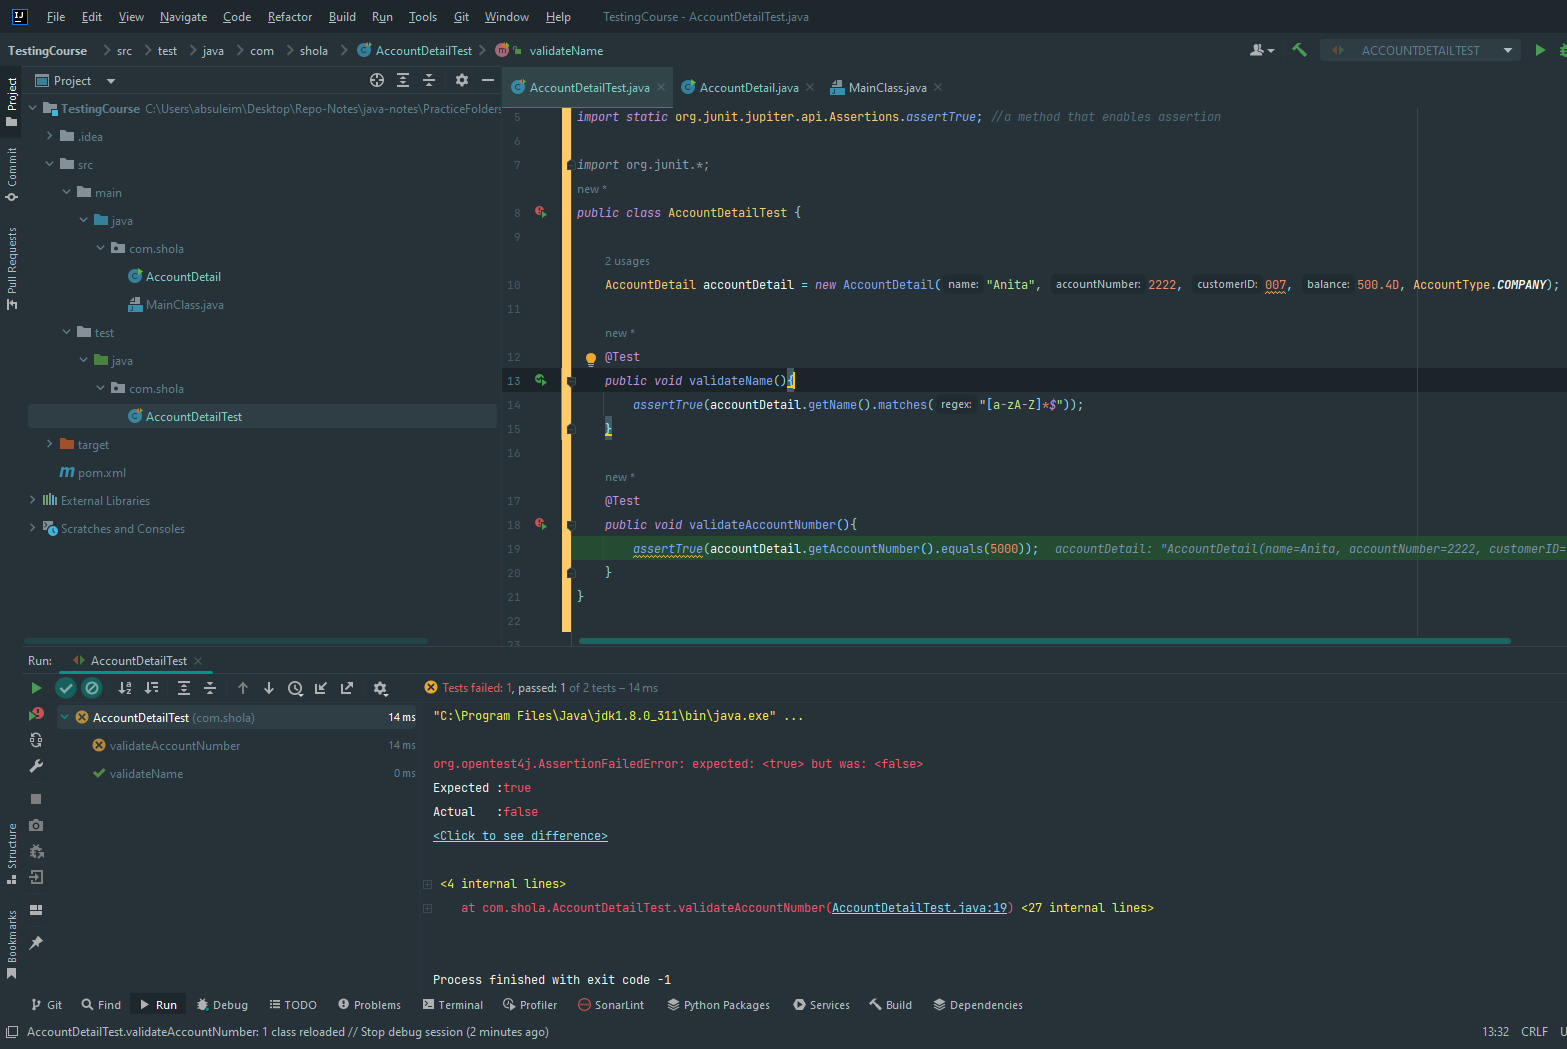 File Edit View Navigate Code Refactor Build Run Tools Git Window Help TestingCourse - AccountDetailTest.java
TestingCourse src test java com shola AccountDetailTest validateName ACCOUNTDETAILTEST
Project
Commit
Pull Requests
Structure
Bookmarks
Project
TestingCourse C:\Users\absuleim\Desktop\Repo-Notes\java-notes\PracticeFolders
.idea
src
main
java
com.shola
AccountDetail
MainClass.java
test
java
com.shola
AccountDetailTest
target
pom.xml
External Libraries
Scratches and Consoles
AccountDetailTest.java AccountDetail.java MainClass.java
5 import static org.junit.jupiter.api.Assertions.assertTrue; //a method that enables assertion
6
7 import org.junit.*;
new *
8 public class AccountDetailTest {
9
2 usages
10 AccountDetail accountDetail = new AccountDetail( name: "Anita", accountNumber: 2222, customerID: 007, balance: 500.4D, AccountType.COMPANY);
11
new *
12 @Test
13 public void validateName(){
14 assertTrue(accountDetail.getName().matches( regex: "[a-zA-Z]*$"));
15 }
16
new *
17 @Test
18 public void validateAccountNumber(){
19 assertTrue(accountDetail.getAccountNumber().equals(5000)); accountDetail: "AccountDetail(name=Anita, accountNumber=2222, customerID=
20 }
21 }
22
23
Run: AccountDetailTest
Tests failed: 1, passed: 1 of 2 tests – 14 ms
AccountDetailTest (com.shola) 14 ms
validateAccountNumber 14 ms
validateName 0 ms
"C:\Program Files\Java\jdk1.8.0_311\bin\java.exe" ...
org.opentest4j.AssertionFailedError: expected: <true> but was: <false>
Expected :true
Actual   :false
<Click to see difference>
<4 internal lines>
at com.shola.AccountDetailTest.validateAccountNumber(AccountDetailTest.java:19) <27 internal lines>
Process finished with exit code -1
Git Find Run Debug TODO Problems Terminal Profiler SonarLint Python Packages Services Build Dependencies
AccountDetailTest.validateAccountNumber: 1 class reloaded // Stop debug session (2 minutes ago) 13:32 CRLF U